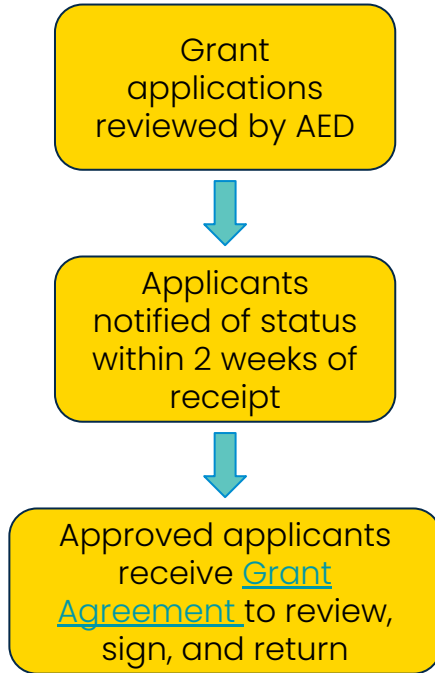 Grant
applications
reviewed by AED
Applicants
notified of status
within 2 weeks of
receipt
Approved applicants
receive Grant
Agreement to review,
sign, and return